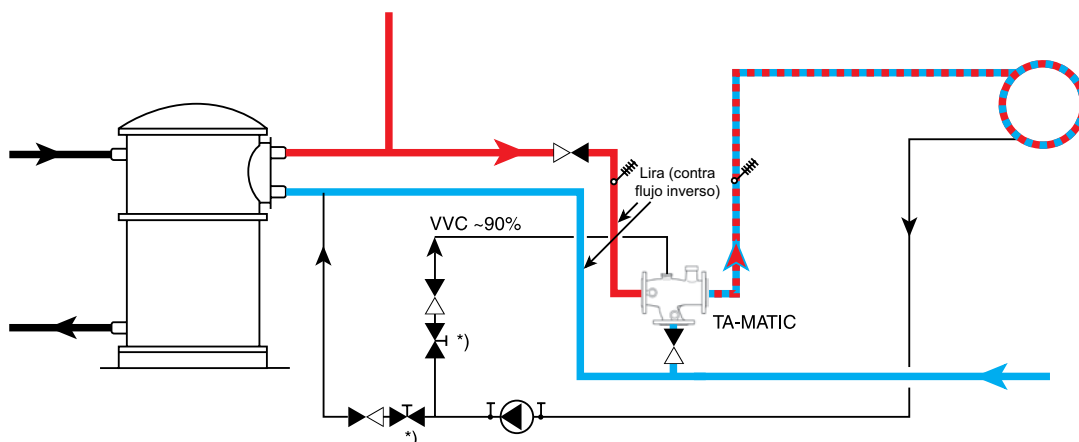 Lira (contra
flujo inverso)
VVC ~90%
TA-MATIC
*)
*)